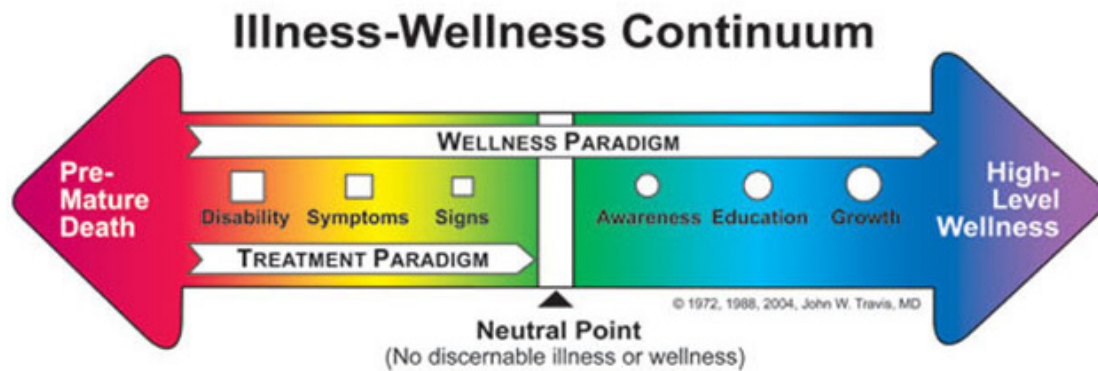 Illness-Wellness Continuum
WELLNESS PARADIGM
Pre-
Mature
Death
Disability Symptoms Signs
Awareness Education Growth
High-
Level
Wellness
TREATMENT PARADIGM
© 1972, 1988, 2004, John W. Travis, MD
Neutral Point
(No discernable illness or wellness)